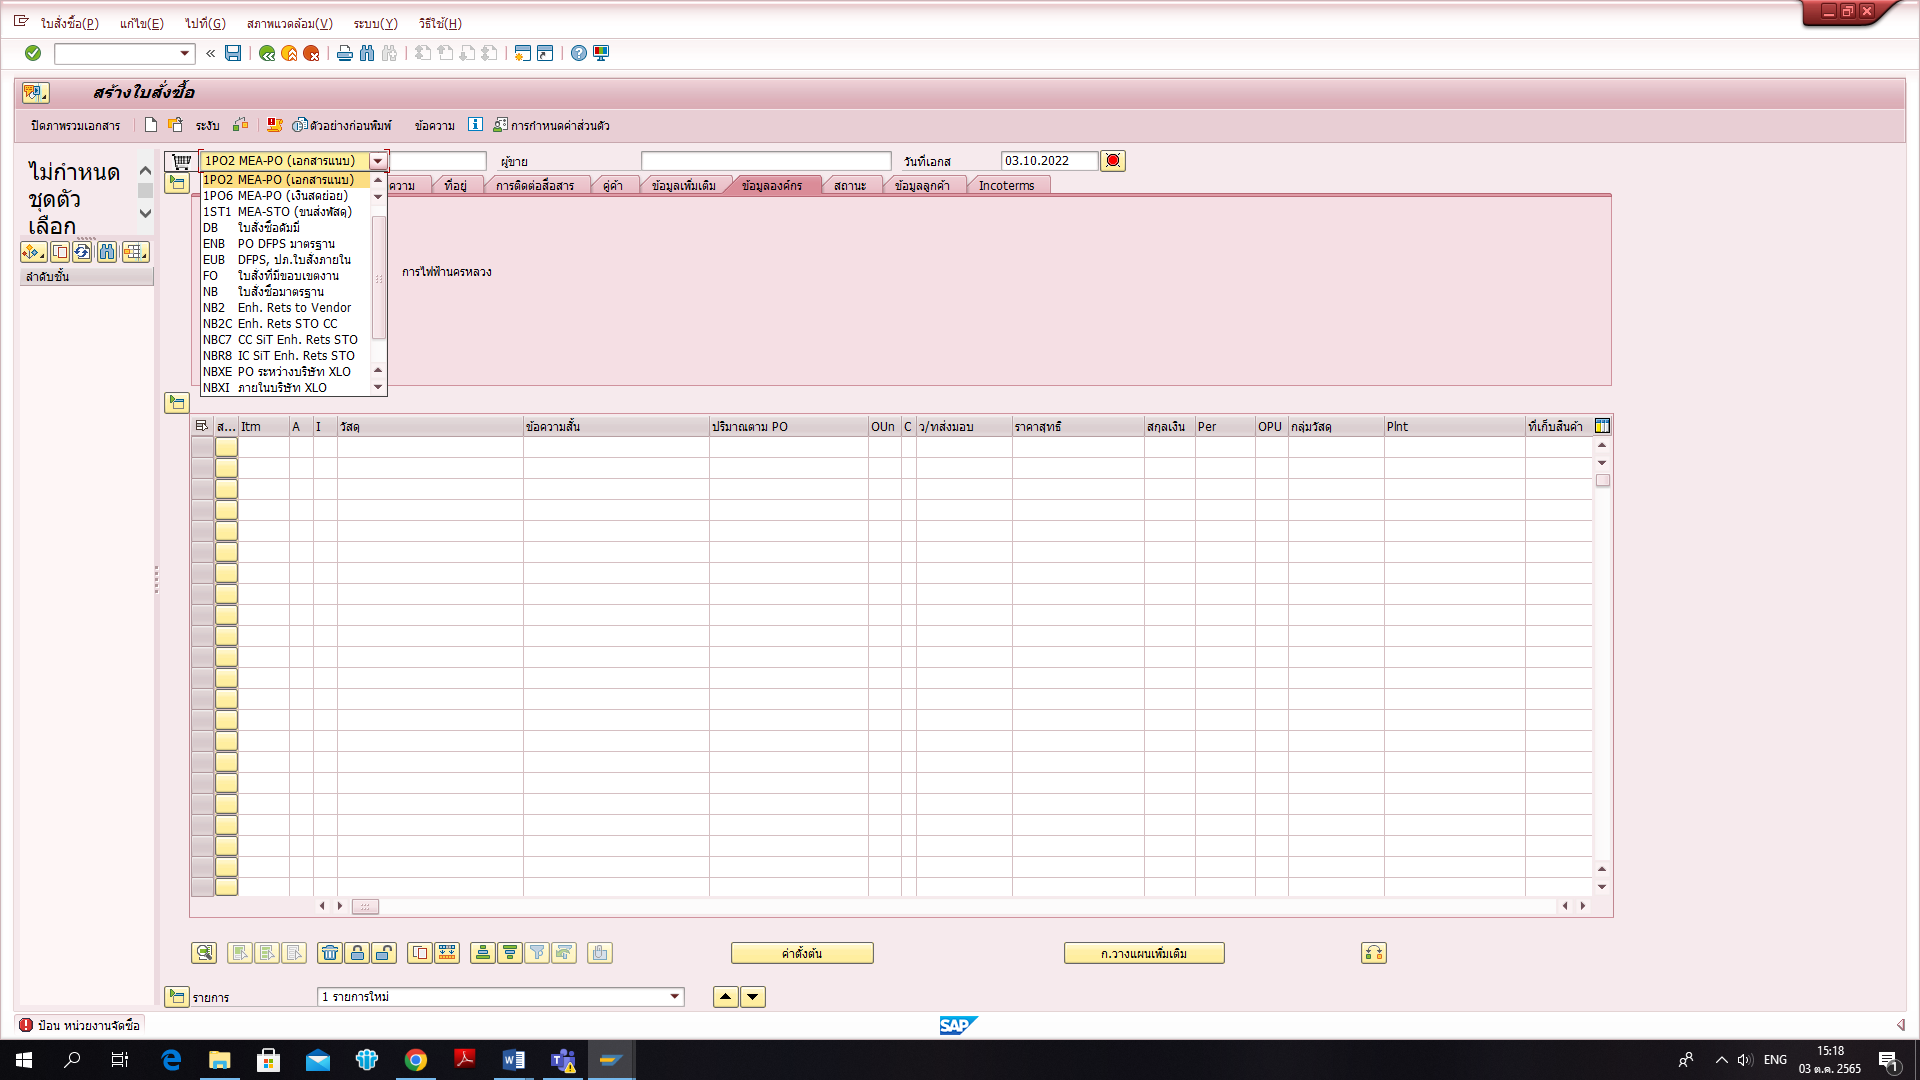 ใบสั่งซื้อ(P) แก้ไข(E) ไปที่(G) สภาพแวดล้อม(V) ระบบ(Y) วิธีใช้(H)
สร้างใบสั่งซื้อ
ปิดภาพรวมเอกสาร ระงับ ตัวอย่างก่อนพิมพ์ ข้อความ การกำหนดค่าส่วนตัว
ไม่กำหนด
ชุดตัว
เลือก
ลำดับชั้น
1PO2 MEA-PO (เอกสารแนบ) ผู้ขาย วันที่เอกส 03.10.2022
ความ ที่อยู่ การติดต่อสื่อสาร คู่ค้า ข้อมูลเพิ่มเติม ข้อมูลองค์กร สถานะ ข้อมูลลูกค้า Incoterms
1PO2 MEA-PO (เอกสารแนบ)
1PO6 MEA-PO (เงินสดย่อย)
1ST1 MEA-STO (ขนส่งพัสดุ)
DB ใบสั่งซื้อดัมมี่
ENB PO DFPS มาตรฐาน
EUB DFPS, ปภ.ใบสั่งภายใน
FO ใบสั่งที่มีขอบเขตงาน
NB ใบสั่งซื้อมาตรฐาน
NB2 Enh. Rets to Vendor
NB2C Enh. Rets STO CC
NBC7 CC SiT Enh. Rets STO
NBR8 IC SiT Enh. Rets STO
NBXE PO ระหว่างบริษัท XLO
NBXI ภายในบริษัท XLO
การไฟฟ้านครหลวง
ส... Itm A I วัสดุ ข้อความสั้น ปริมาณตาม PO OUn C ว/ทส่งมอบ ราคาสุทธิ สกุลเงิน Per OPU กลุ่มวัสดุ Plnt ที่เก็บสินค้า
ค่าตั้งต้น ก.วางแผนเพิ่มเติม
รายการ 1 รายการใหม่
ป้อน หน่วยงานจัดซื้อ
SAP
ENG 15:18
03 ต.ค. 2565
1